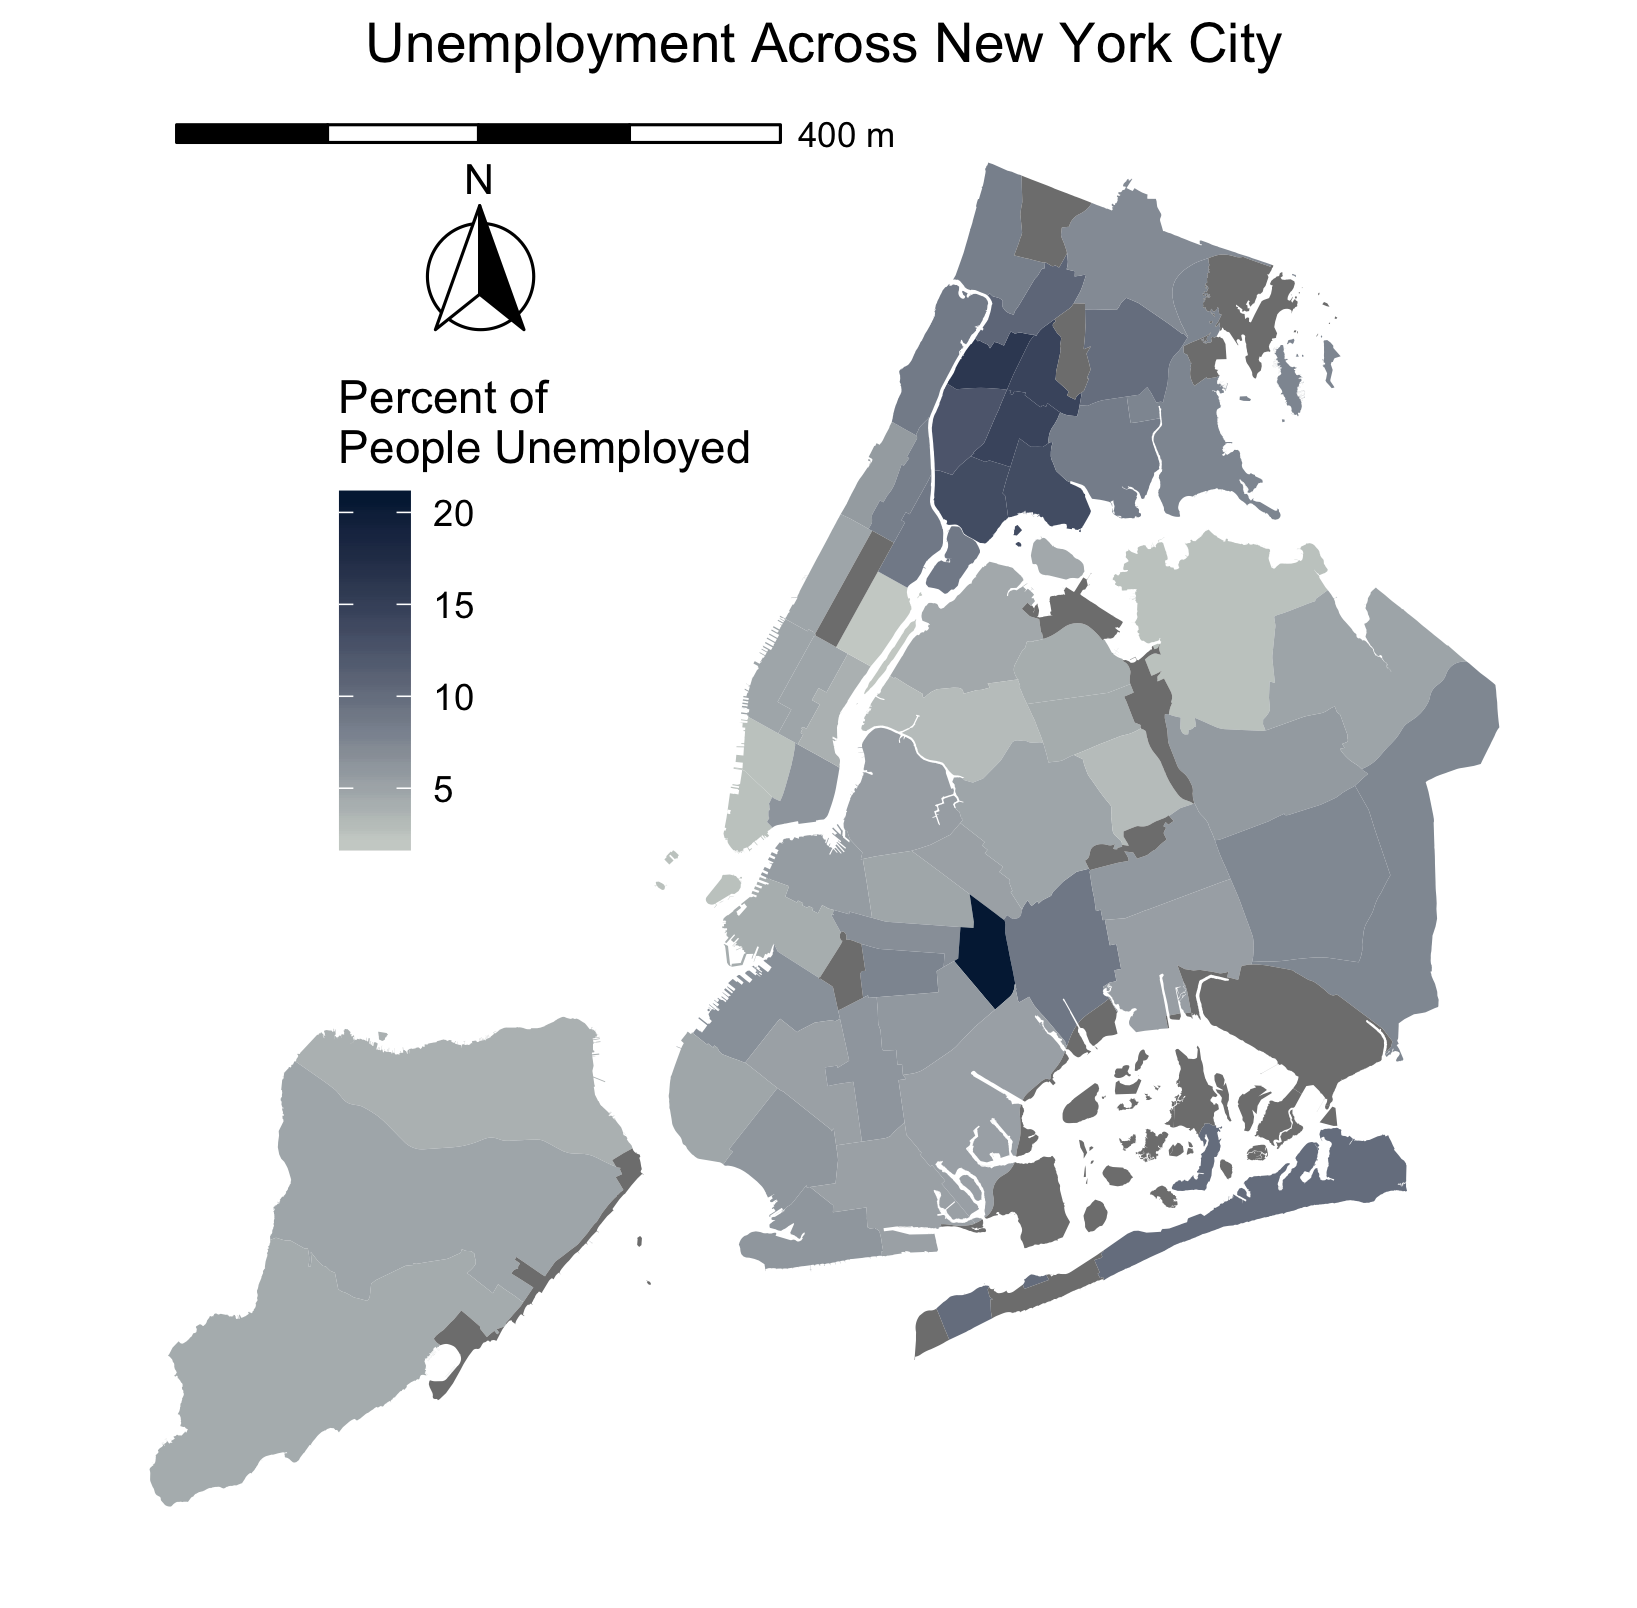 Unemployment Across New York City
400 m
N
Percent of
People Unemployed
20
15
10
5